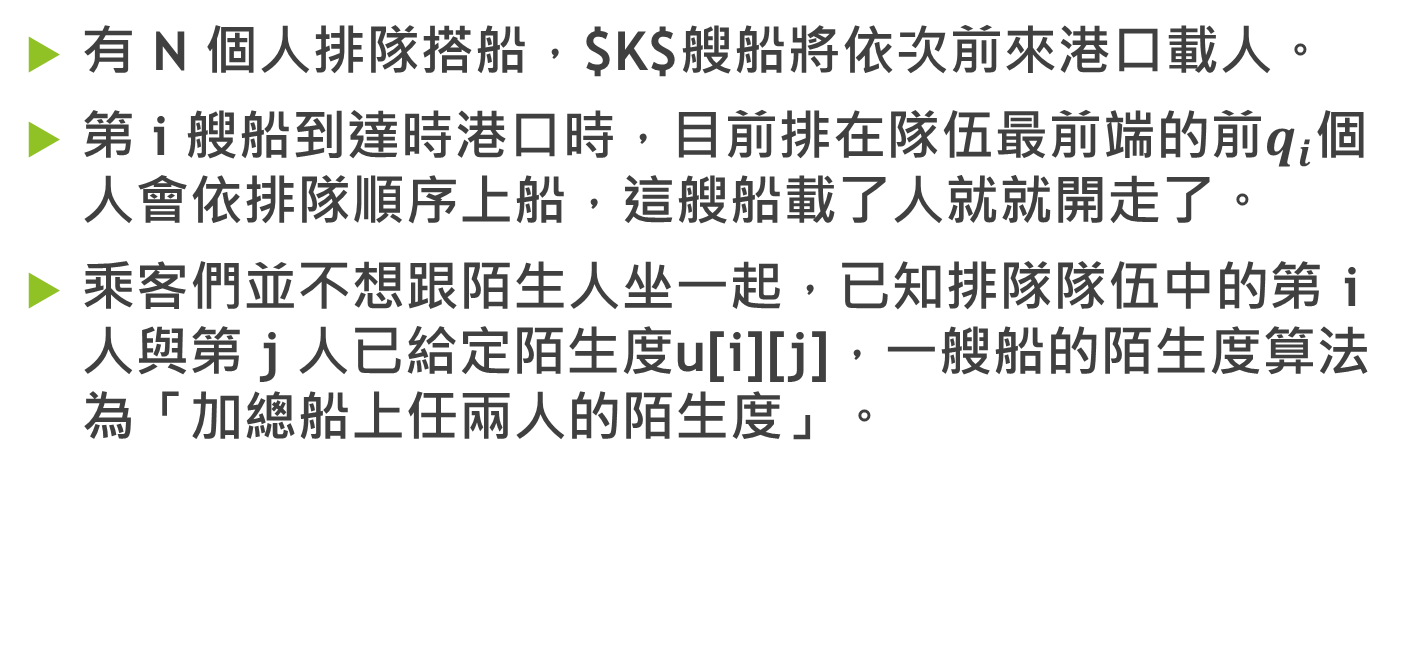 有 N 個人排隊搭船，$K$艘船將依次前來港口載人。
第 i 艘船到達時港口時，目前排在隊伍最前端的前qᵢ個
人會依排隊順序上船，這艘船載了人就就開走了。
乘客們並不想跟陌生人坐一起，已知排隊隊伍中的第 i
人與第 j 人已給定陌生度u[i][j]，一艘船的陌生度算法
為「加總船上任兩人的陌生度」。